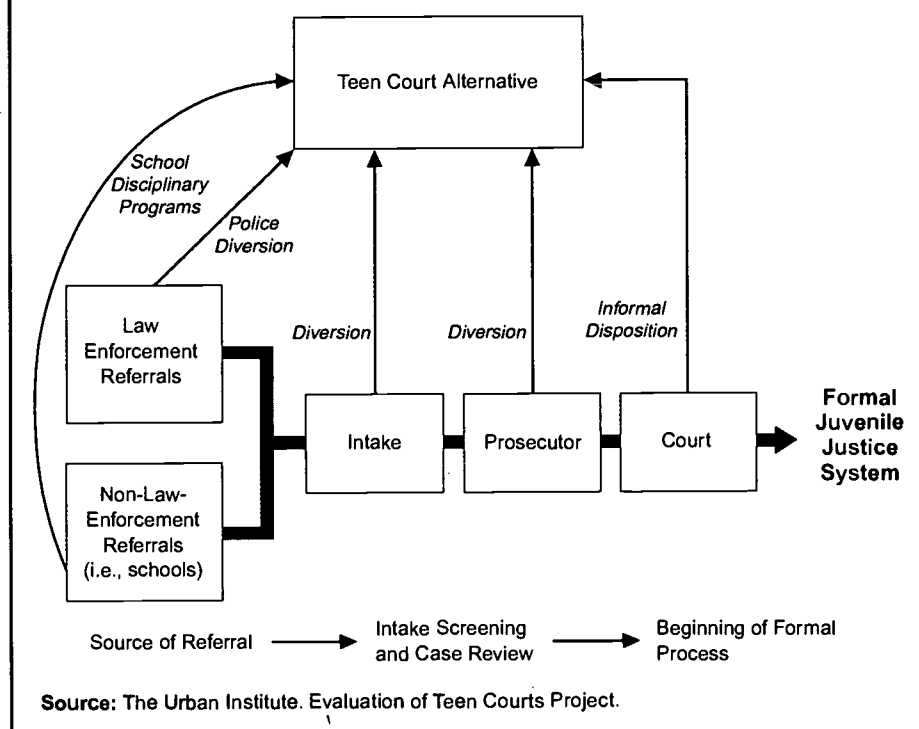 Teen Court Alternative
School
Disciplinary
Programs
Police
Diversion
Law
Enforcement
Referrals
Diversion
Diversion
Informal
Disposition
Intake
Prosecutor
Court
Formal
Juvenile
Justice
System
Non-Law-
Enforcement
Referrals
(i.e., schools)
Source of Referral
Intake Screening
and Case Review
Beginning of Formal
Process
Source: The Urban Institute. Evaluation of Teen Courts Project.